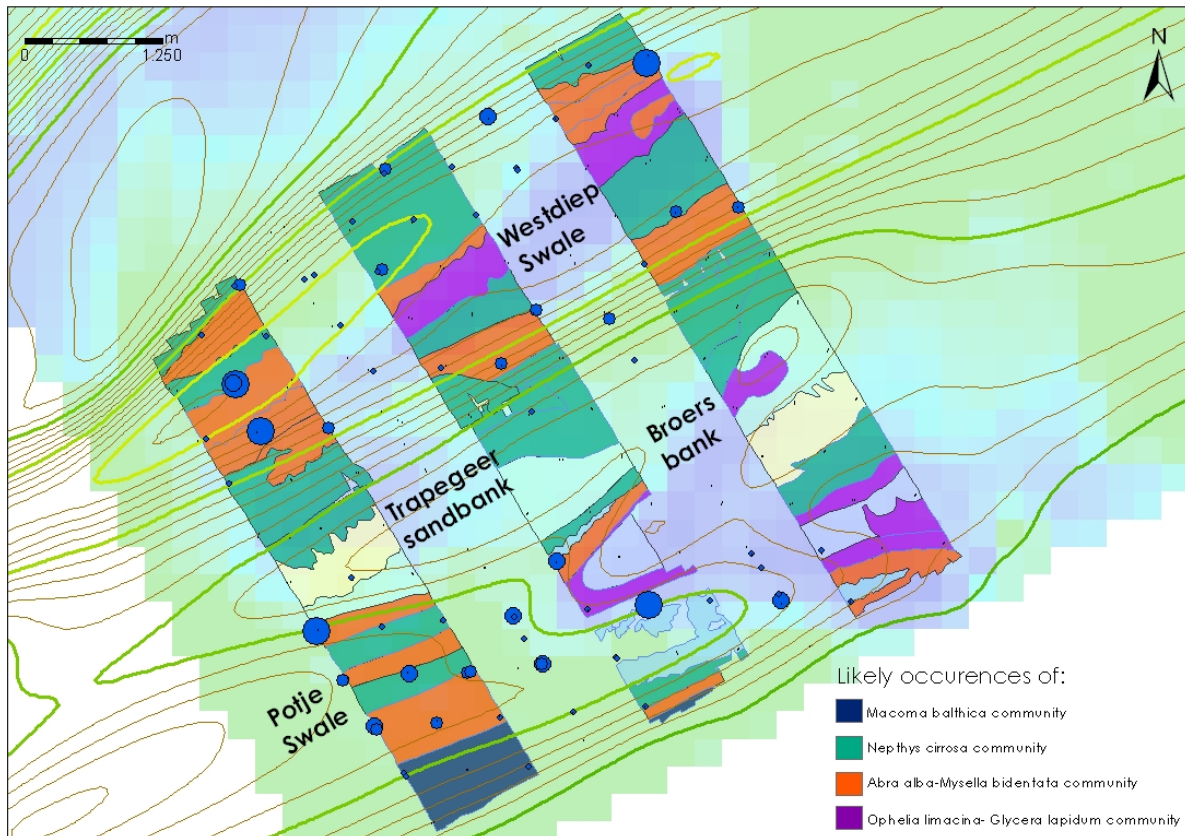 m
0 1.250
N
Westdiep
Swale
Broers
bank
Trapegeer
sandbank
Potje
Swale
Likely occurences of:
Macoma balthica community
Nepthys cirrosa community
Abra alba-Mysella bidentata community
Ophelia limacina- Glycera lapidum community